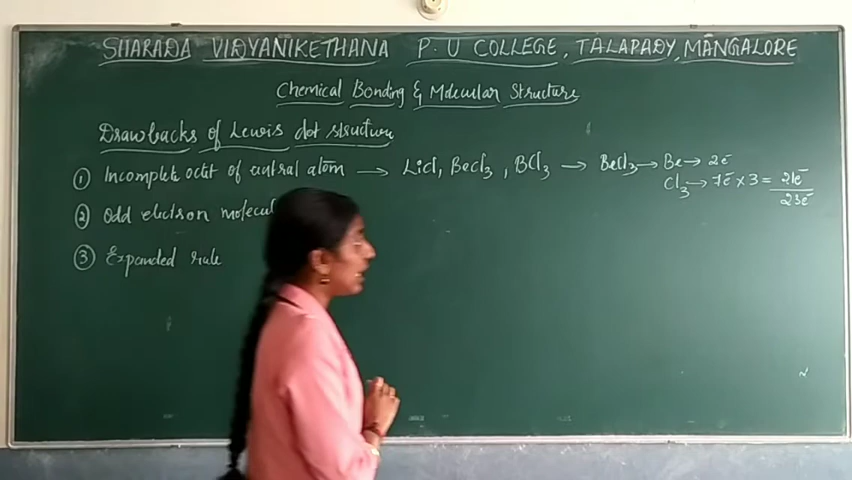 SHARADA VIDYANIKETHANA P.U COLLEGE, TALAPADY, MANGALORE
Chemical Bonding & Molecular Structure
Drawbacks of Lewis dot structure
① Incomplete octet of central atom → LiCl, BeCl₃, BCl₃ → BeCl₃ → Be → 2e⁻
Cl₃ → 7e⁻ × 3 = 21e⁻
23e⁻
② Odd electron molecul
③ Expanded rule